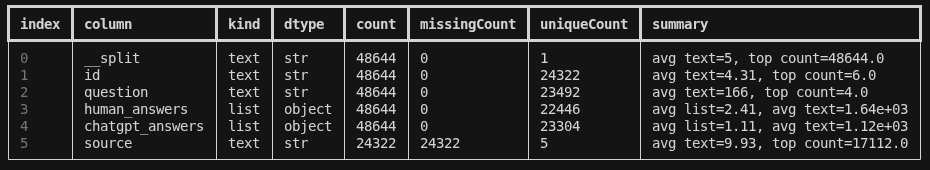 index column kind dtype count missingCount uniqueCount summary
0 __split text str 48644 0 1 avg text=5, top count=48644.0
1 id text str 48644 0 24322 avg text=4.31, top count=6.0
2 question text str 48644 0 23492 avg text=166, top count=4.0
3 human_answers list object 48644 0 22446 avg list=2.41, avg text=1.64e+03
4 chatgpt_answers list object 48644 0 23304 avg list=1.11, avg text=1.12e+03
5 source text str 24322 24322 5 avg text=9.93, top count=17112.0